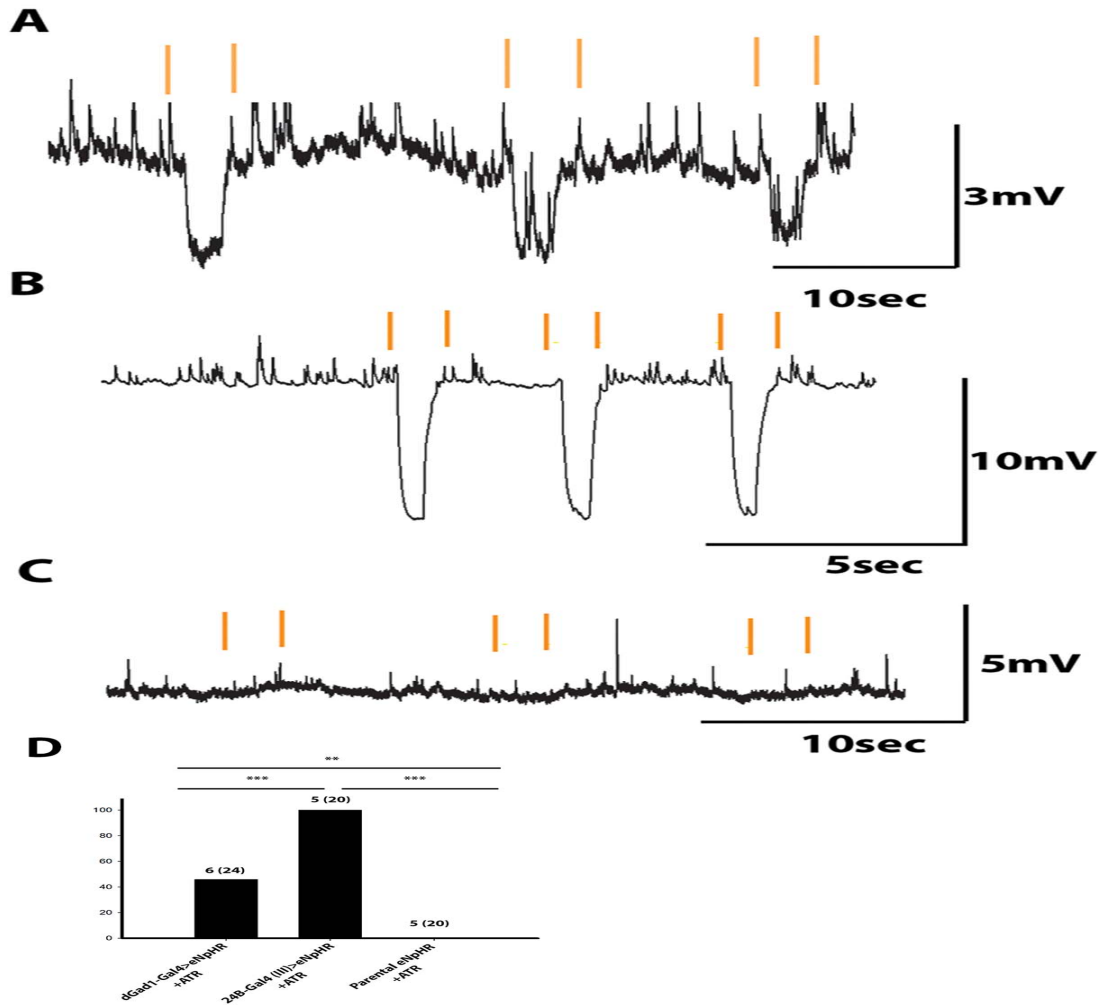 A
3mV
10sec
B
10mV
5sec
C
5mV
10sec
D
**
*** ***
5 (20)
100
80
6 (24)
60
40
5 (20)
20
0
dGad1-Gal4>eNpHR
+ATR
24B-Gal4 (III)>eNpHR
+ATR
Parental eNpHR
+ATR